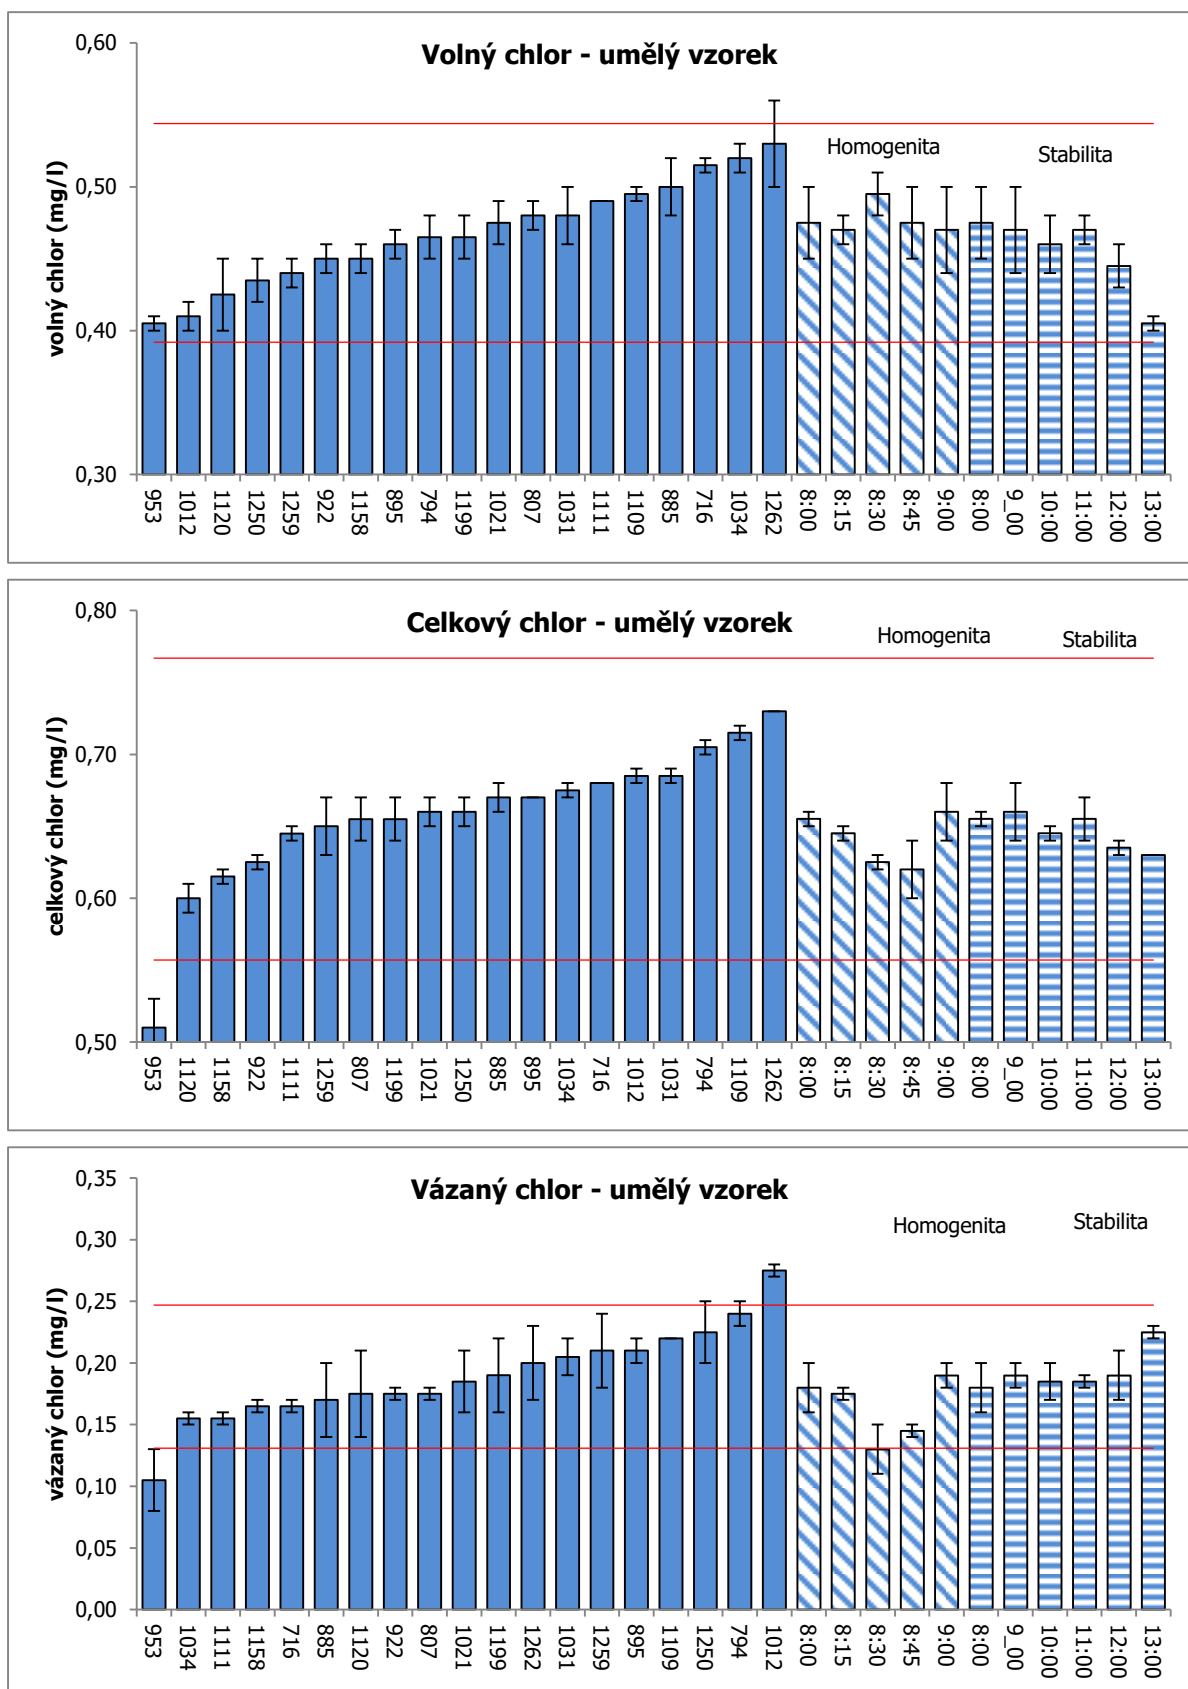 Volný chlor - umělý vzorek
0,60
0,50
0,40
0,30
volný chlor (mg/l)
Homogenita
Stabilita
953 1012 1120 1250 1259 922 1158 895 794 1199 1021 807 1031 1111 1109 885 716 1034 1262 8:00 8:15 8:30 8:45 9:00 8:00 9_00 10:00 11:00 12:00 13:00
Celkový chlor - umělý vzorek
0,80
0,70
0,60
0,50
celkový chlor (mg/l)
Homogenita
Stabilita
953 1120 1158 922 1111 1259 807 1199 1021 1250 885 895 1034 716 1012 1031 794 1109 1262 8:00 8:15 8:30 8:45 9:00 8:00 9_00 10:00 11:00 12:00 13:00
Vázaný chlor - umělý vzorek
0,35
0,30
0,25
0,20
0,15
0,10
0,05
0,00
vázaný chlor (mg/l)
Homogenita
Stabilita
953 1034 1111 1158 716 885 1120 922 807 1021 1199 1262 1031 1259 895 1109 1250 794 1012 8:00 8:15 8:30 8:45 9:00 8:00 9_00 10:00 11:00 12:00 13:00